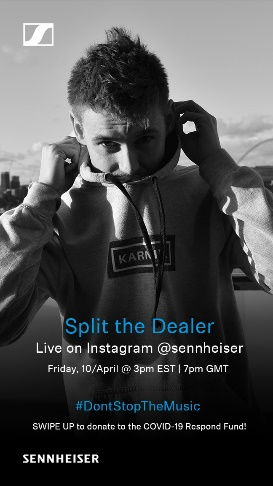 KARMA
Split the Dealer
Live on Instagram @sennheiser
Friday, 10/April @ 3pm EST | 7pm GMT
#DontStopTheMusic
SWIPE UP to donate to the COVID-19 Respond Fund!
SENNHEISER